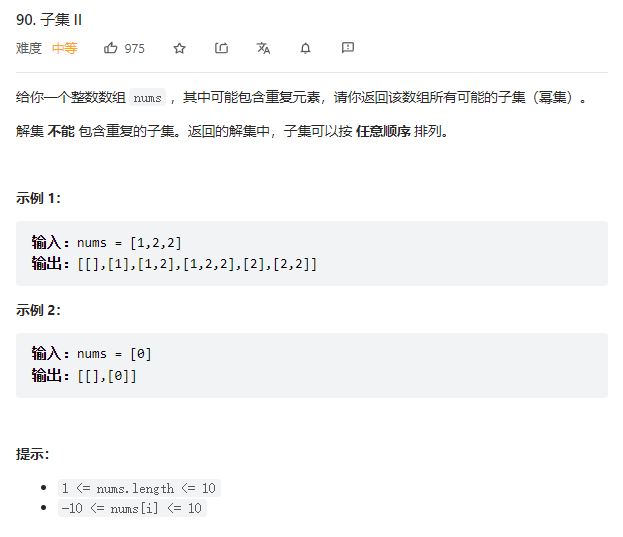 90. 子集 II
难度 中等 975
给你一个整数数组 nums ，其中可能包含重复元素，请你返回该数组所有可能的子集（幂集）。
解集 不能 包含重复的子集。返回的解集中，子集可以按 任意顺序 排列。
示例 1：
输入：nums = [1,2,2]
输出：[[],[1],[1,2],[1,2,2],[2],[2,2]]
示例 2：
输入：nums = [0]
输出：[[],[0]]
提示：
1 <= nums.length <= 10
-10 <= nums[i] <= 10